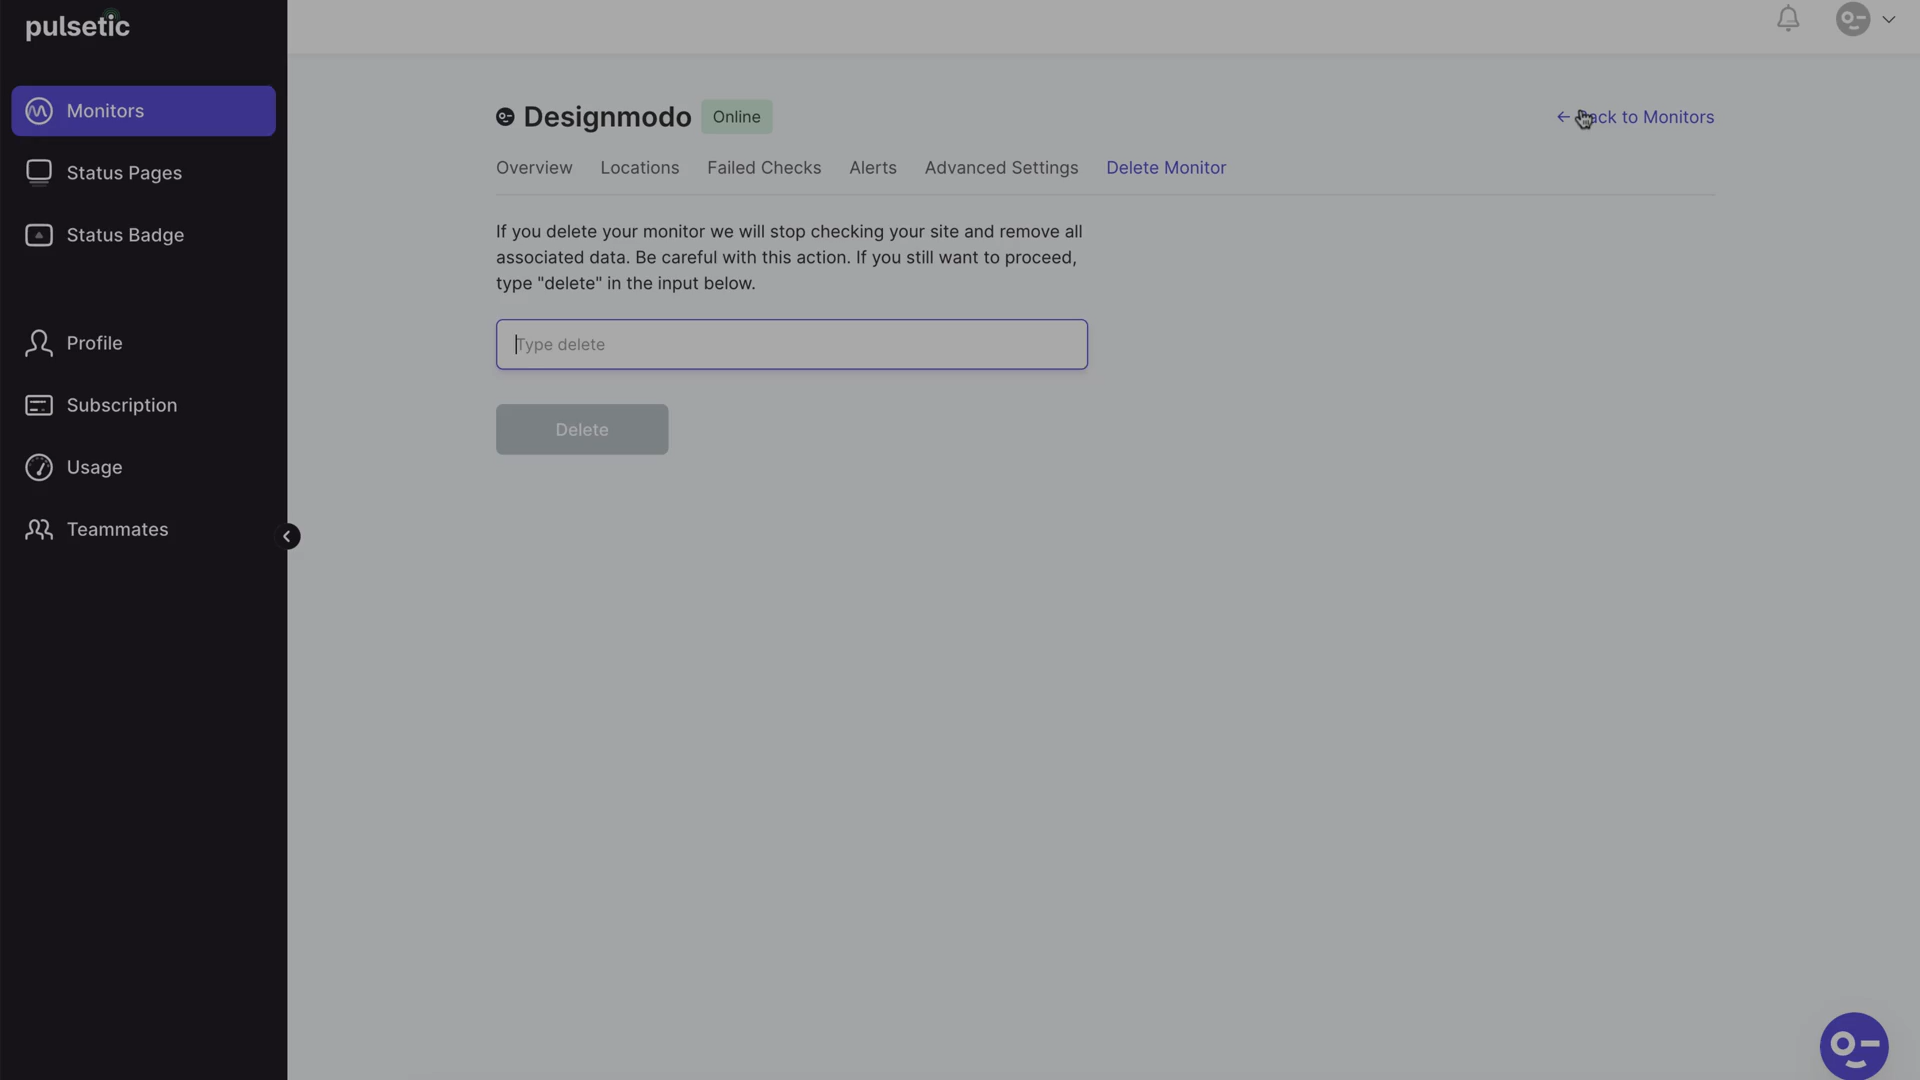 pulsetic
Monitors
Status Pages
Status Badge
Profile
Subscription
Usage
Teammates
Designmodo
Online
Back to Monitors
Overview
Locations
Failed Checks
Alerts
Advanced Settings
Delete Monitor
If you delete your monitor we will stop checking your site and remove all
associated data. Be careful with this action. If you still want to proceed,
type "delete" in the input below.
Type delete
Delete